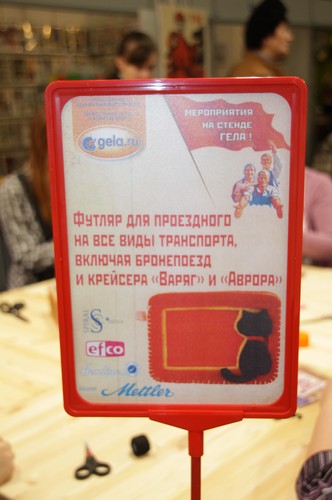 gela.ru
МЕРОПРИЯТИЯ
НА СТЕНДЕ
ГЕЛА !
ФУТЛЯР ДЛЯ ПРОЕЗДНОГО
НА ВСЕ ВИДЫ ТРАНСПОРТА,
ВКЛЮЧАЯ БРОНЕПОЕЗД
И КРЕЙСЕРА «ВАРЯГ» И «АВРОРА»
S
efco
Mettler